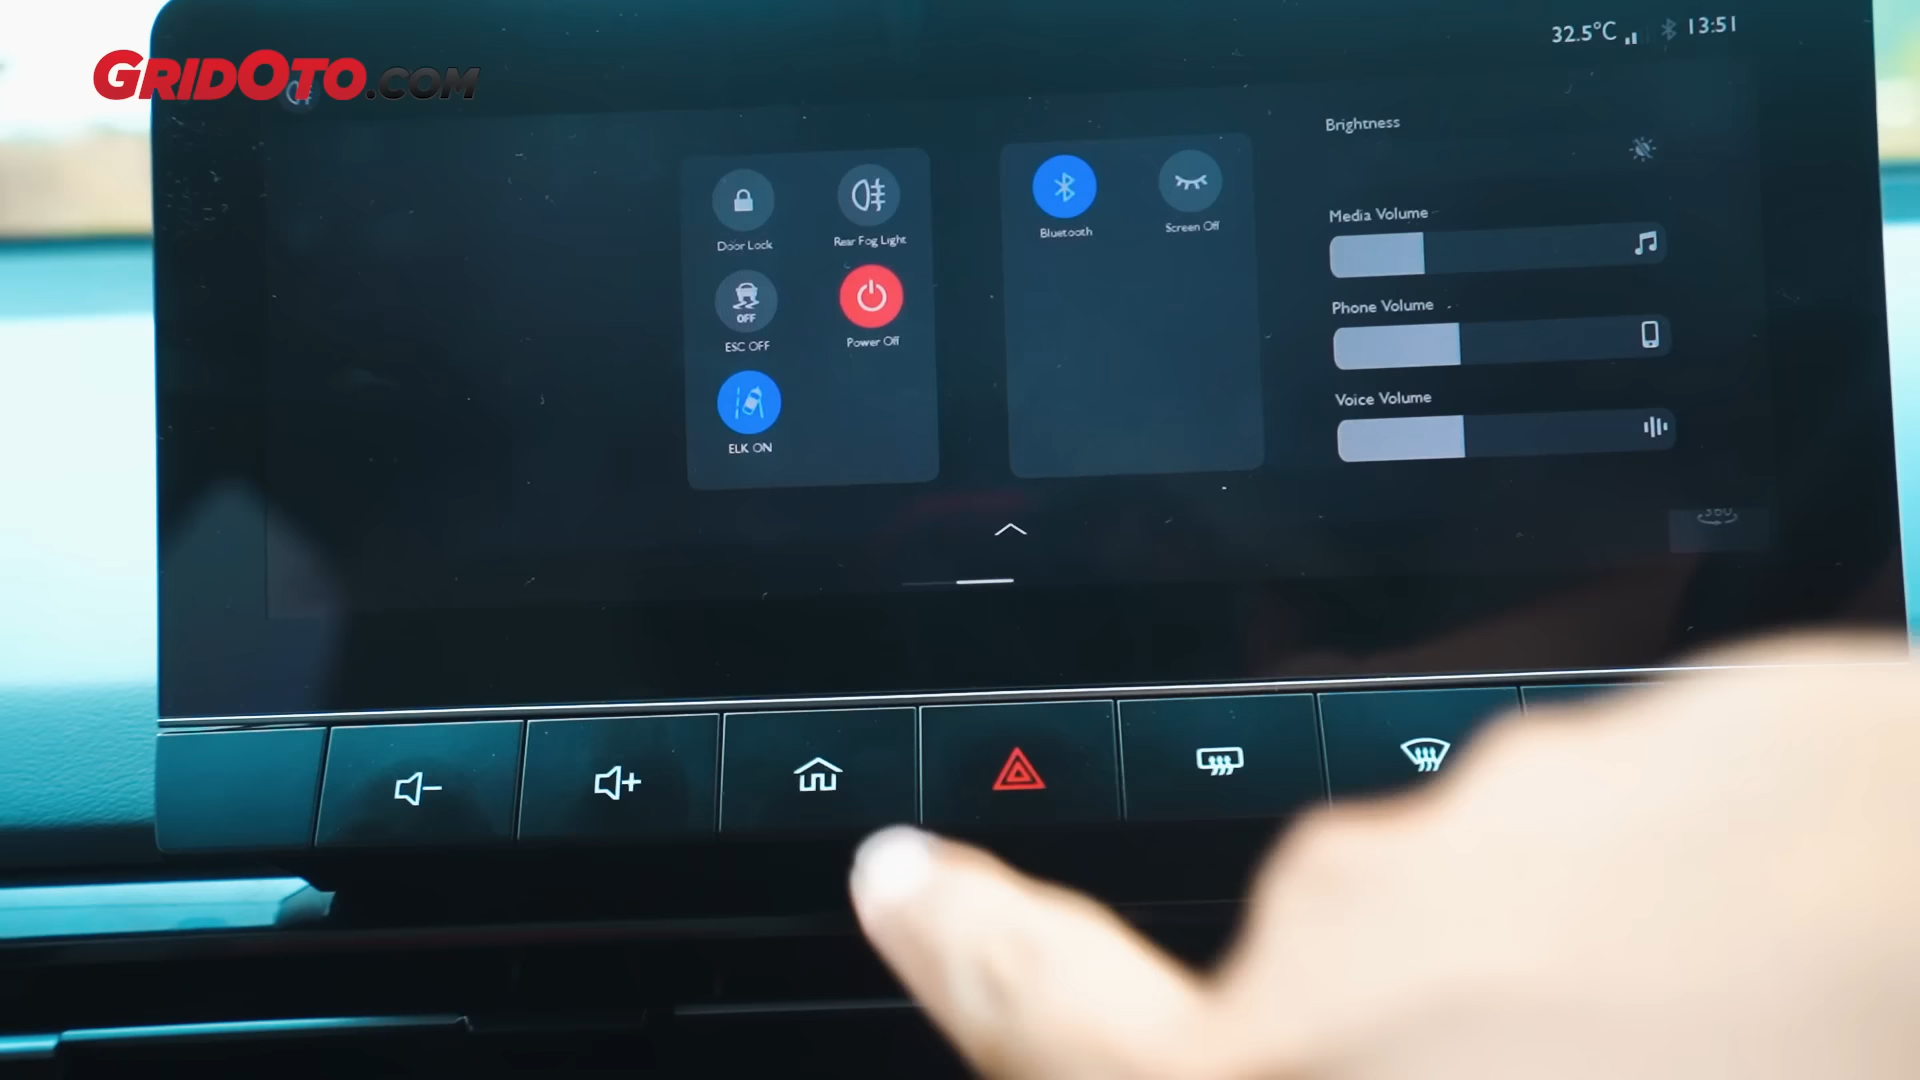 GRIDOTO.COM
32.5°C 13:51
Brightness
Door Lock
Rear Fog Light
OFF
ESC OFF
Power Off
ELK ON
Bluetooth
Screen Off
Media Volume
Phone Volume
Voice Volume
360